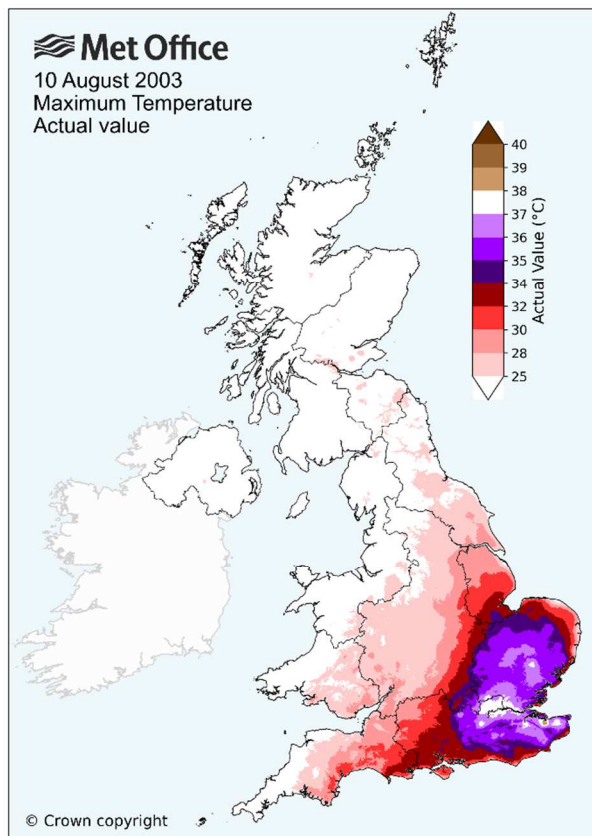 Met Office
10 August 2003
Maximum Temperature
Actual value
40
39
38
37
36
35
34
32
30
28
25
Actual Value (°C)
© Crown copyright